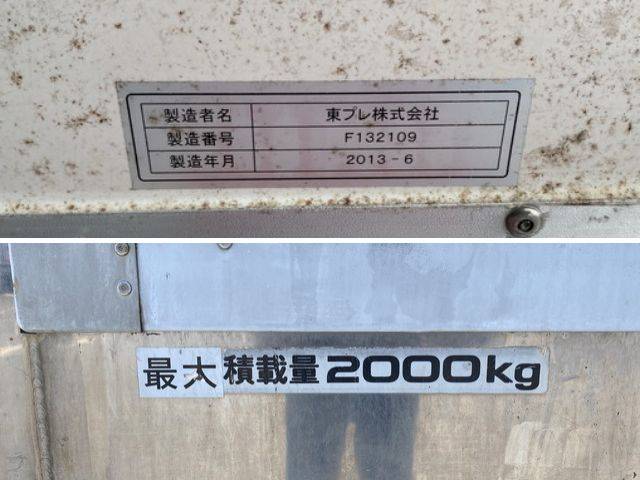 製造者名 東プレ株式会社
製造番号 F132109
製造年月 2013-6
最大積載量2000kg